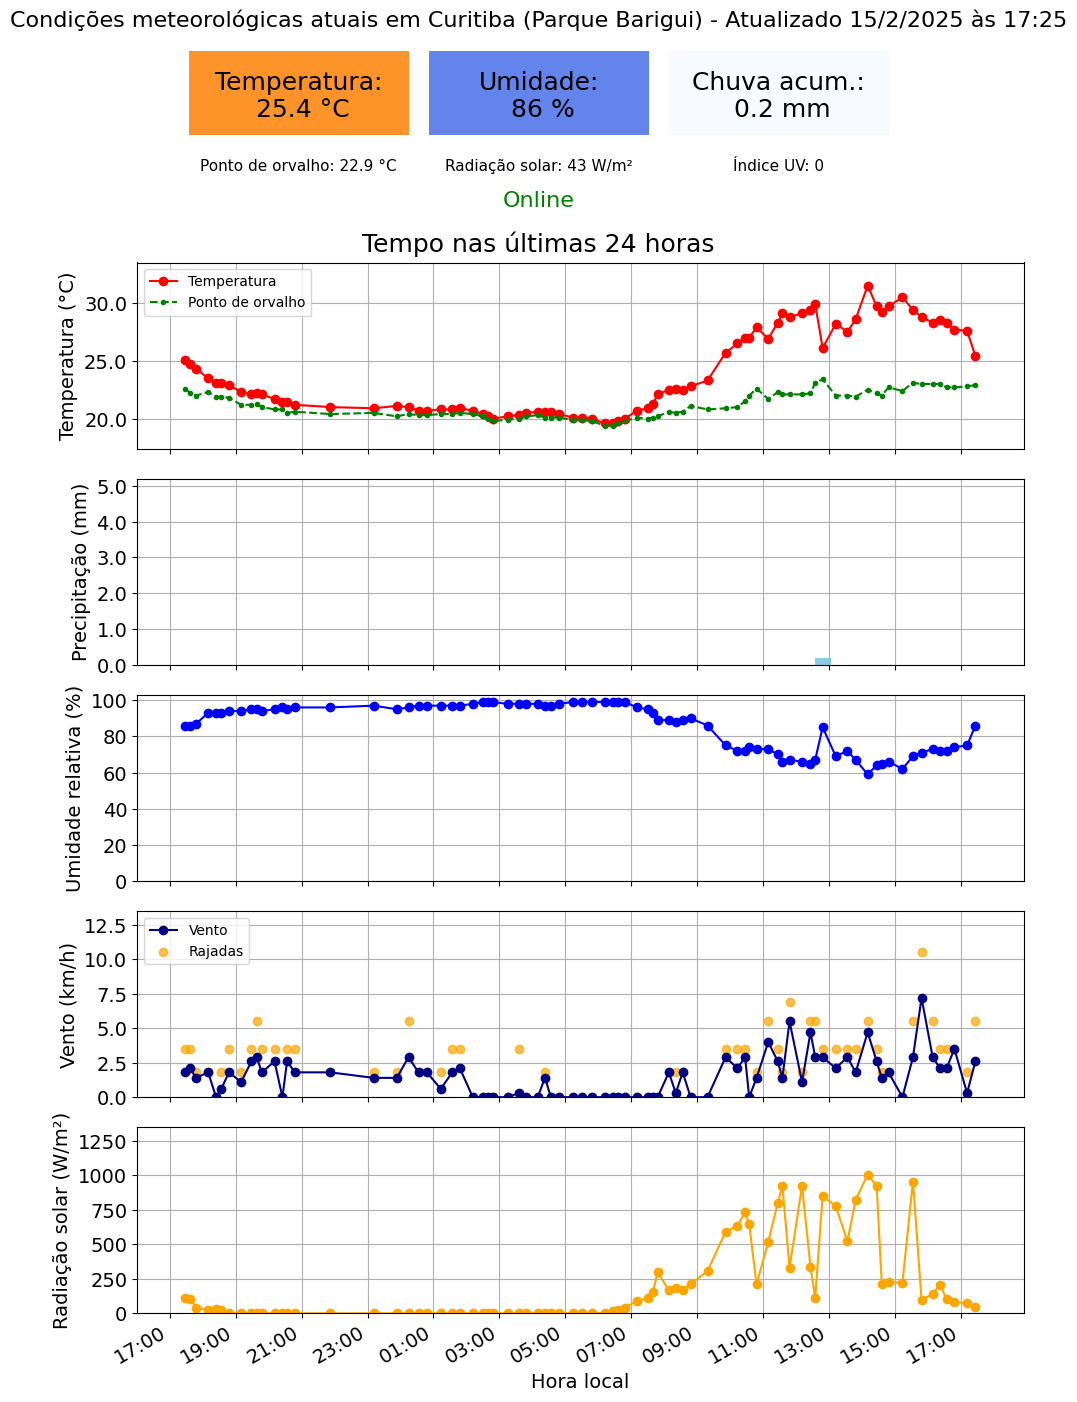 Condições meteorológicas atuais em Curitiba (Parque Barigui) - Atualizado 15/2/2025 às 17:25
Temperatura:
25.4 °C
Umidade:
86 %
Chuva acum.:
0.2 mm
Ponto de orvalho: 22.9 °C
Radiação solar: 43 W/m²
Índice UV: 0
Online
Tempo nas últimas 24 horas
Temperatura (°C)
30.0
25.0
20.0
Temperatura
Ponto de orvalho
Precipitação (mm)
5.0
4.0
3.0
2.0
1.0
0.0
Umidade relativa (%)
100
80
60
40
20
0
Vento (km/h)
12.5
10.0
7.5
5.0
2.5
0.0
Vento
Rajadas
Radiação solar (W/m²)
1250
1000
750
500
250
0
17:00
19:00
21:00
23:00
01:00
03:00
05:00
07:00
09:00
11:00
13:00
15:00
17:00
Hora local